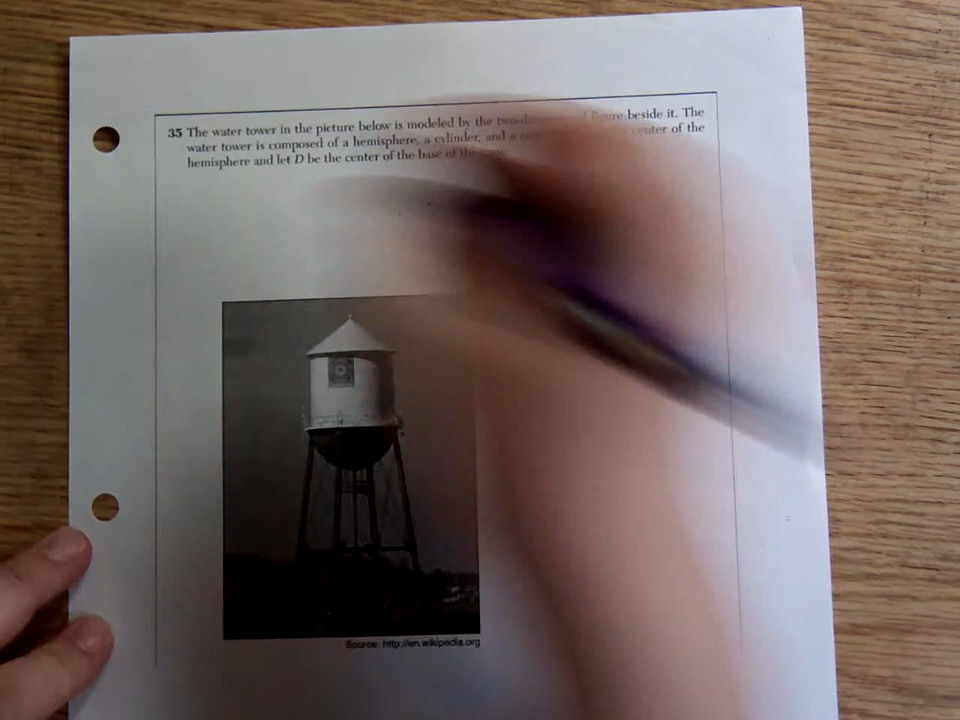 35 The water tower in the picture below is modeled by the figure beside it. The
water tower is composed of a hemisphere, a cylinder, and a center of the
hemisphere and let D be the center of the base of the
Source: http://en.wikipedia.org